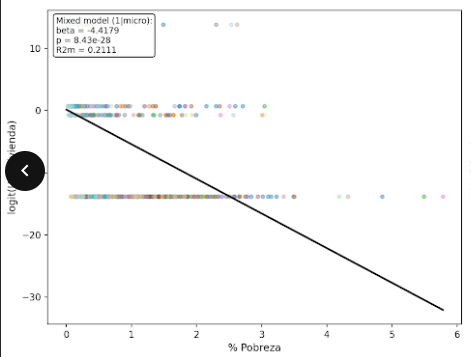 Mixed model (1|micro):
beta = -4.4179
p = 8.43e-28
R2m = 0.2111
10
0
−20
−30
0 1 2 3 4 5 6
% Pobreza